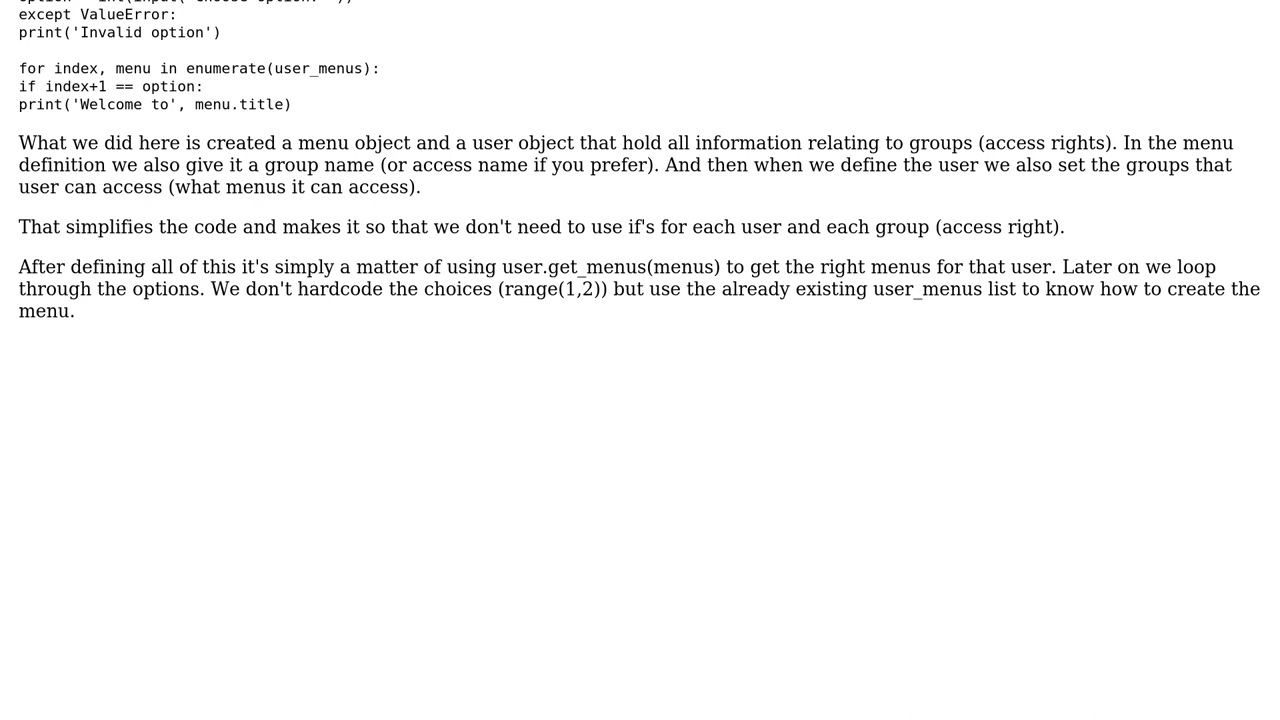 except ValueError:
print('Invalid option')
for index, menu in enumerate(user_menus):
if index+1 == option:
print('Welcome to', menu.title)
What we did here is created a menu object and a user object that hold all information relating to groups (access rights). In the menu
definition we also give it a group name (or access name if you prefer). And then when we define the user we also set the groups that
user can access (what menus it can access).
That simplifies the code and makes it so that we don't need to use if's for each user and each group (access right).
After defining all of this it's simply a matter of using user.get_menus(menus) to get the right menus for that user. Later on we loop
through the options. We don't hardcode the choices (range(1,2)) but use the already existing user_menus list to know how to create the
menu.